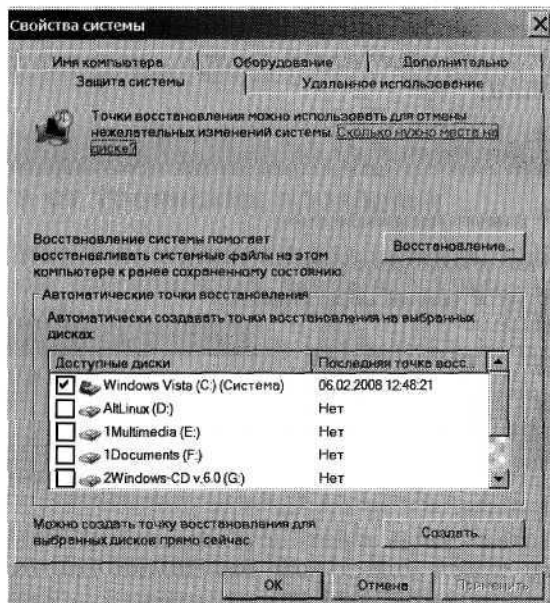 Свойства системы
Имя компьютера Оборудование Дополнительно
Защита системы Удаленное использование
Точки восстановления можно использовать для отмены
нежелательных изменений системы. Сколько нужно места на
диске?
Восстановление системы помогает
восстанавливать системные файлы на этом
компьютере к ранее сохраненному состоянию.
Восстановление...
Автоматические точки восстановления
Автоматически создавать точки восстановления на выбранных
дисках:
Доступные диски Последняя точка восс...
Windows Vista (C:) (Система) 06.02.2008 12:48:21
AltLinux (D:) Нет
1Multimedia (E:) Нет
1Documents (F:) Нет
2Windows-CD v.6.0 (G:) Нет
Можно создать точку восстановления для
выбранных дисков прямо сейчас
Создать...
OK Отмена Применить